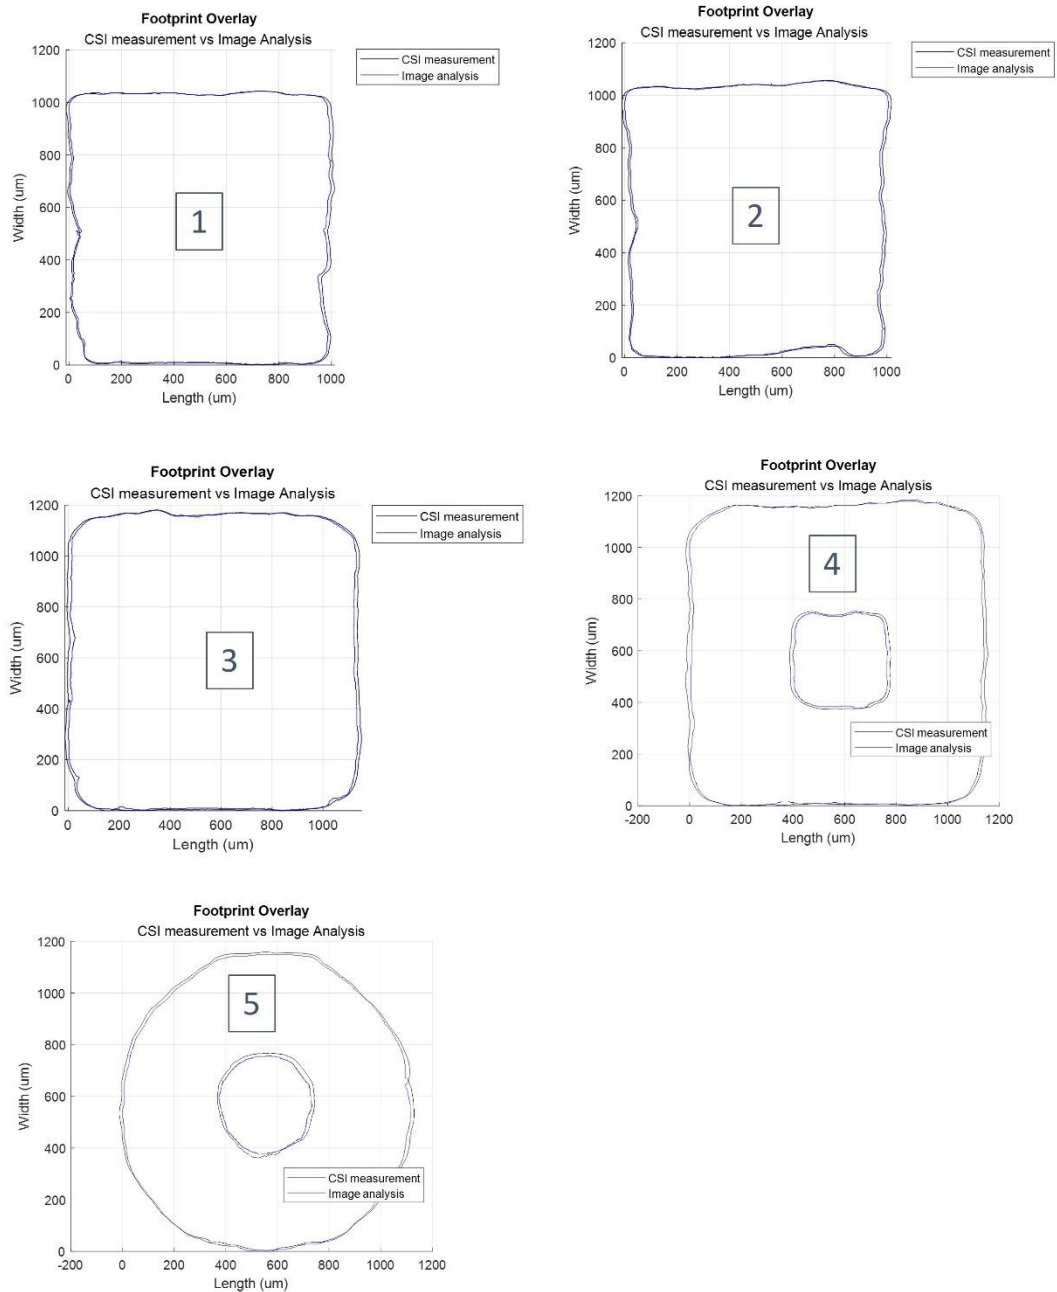 Footprint Overlay
CSI measurement vs Image Analysis
1200
1000
800
600
400
200
0
Width (um)
0 200 400 600 800 1000
Length (um)
CSI measurement
Image analysis
1
Footprint Overlay
CSI measurement vs Image Analysis
1200
1000
800
600
400
200
0
Width (um)
0 200 400 600 800 1000
Length (um)
CSI measurement
Image analysis
2
Footprint Overlay
CSI measurement vs Image Analysis
1200
1000
800
600
400
200
0
Width (um)
0 200 400 600 800 1000
Length (um)
CSI measurement
Image analysis
3
Footprint Overlay
CSI measurement vs Image Analysis
1200
1000
800
600
400
200
0
Width (um)
-200 0 200 400 600 800 1000 1200
Length (um)
4
CSI measurement
Image analysis
Footprint Overlay
CSI measurement vs Image Analysis
1200
1000
800
600
400
200
0
Width (um)
-200 0 200 400 600 800 1000 1200
Length (um)
5
CSI measurement
Image analysis